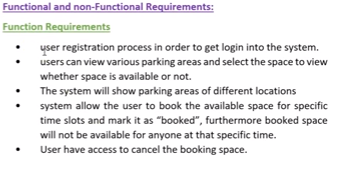 Functional and non-Functional Requirements:
Function Requirements
• user registration process in order to get login into the system.
• users can view various parking areas and select the space to view
whether space is available or not.
• The system will show parking areas of different locations
• system allow the user to book the available space for specific
time slots and mark it as “booked”, furthermore booked space
will not be available for anyone at that specific time.
• User have access to cancel the booking space.